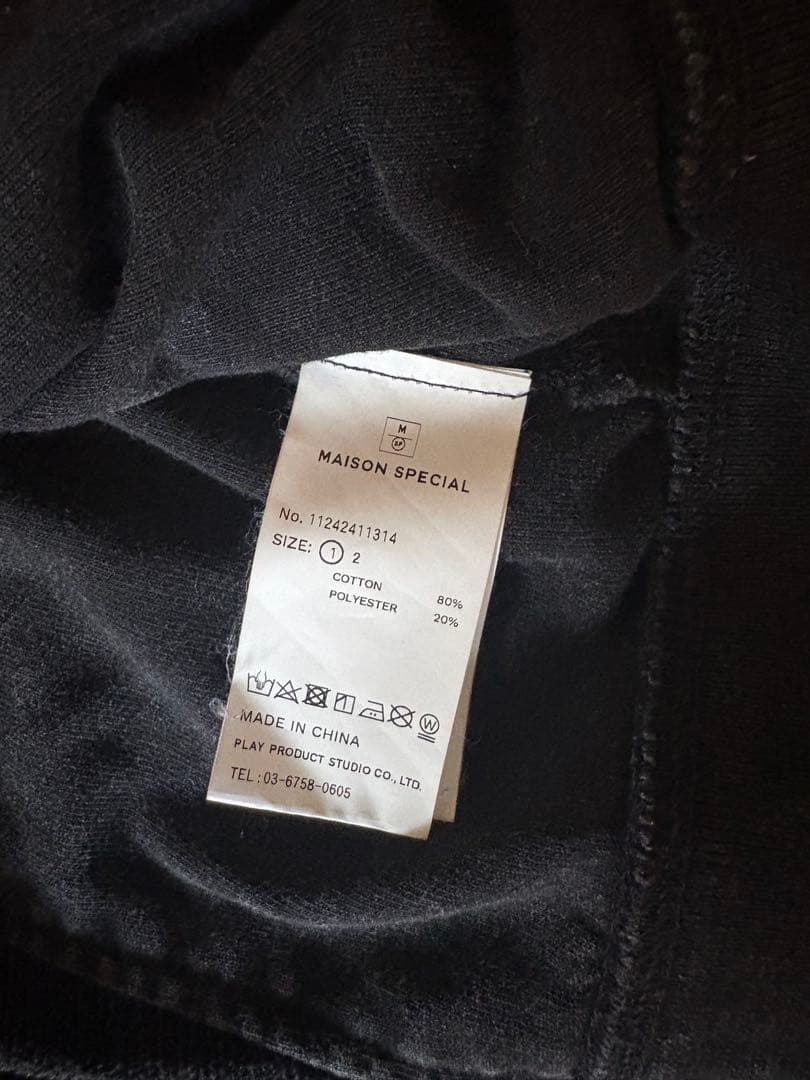 M
SP
MAISON SPECIAL
No. 11242411314
SIZE: 1 2
COTTON 80%
POLYESTER 20%
W
MADE IN CHINA
PLAY PRODUCT STUDIO CO., LTD.
TEL : 03-6758-0605